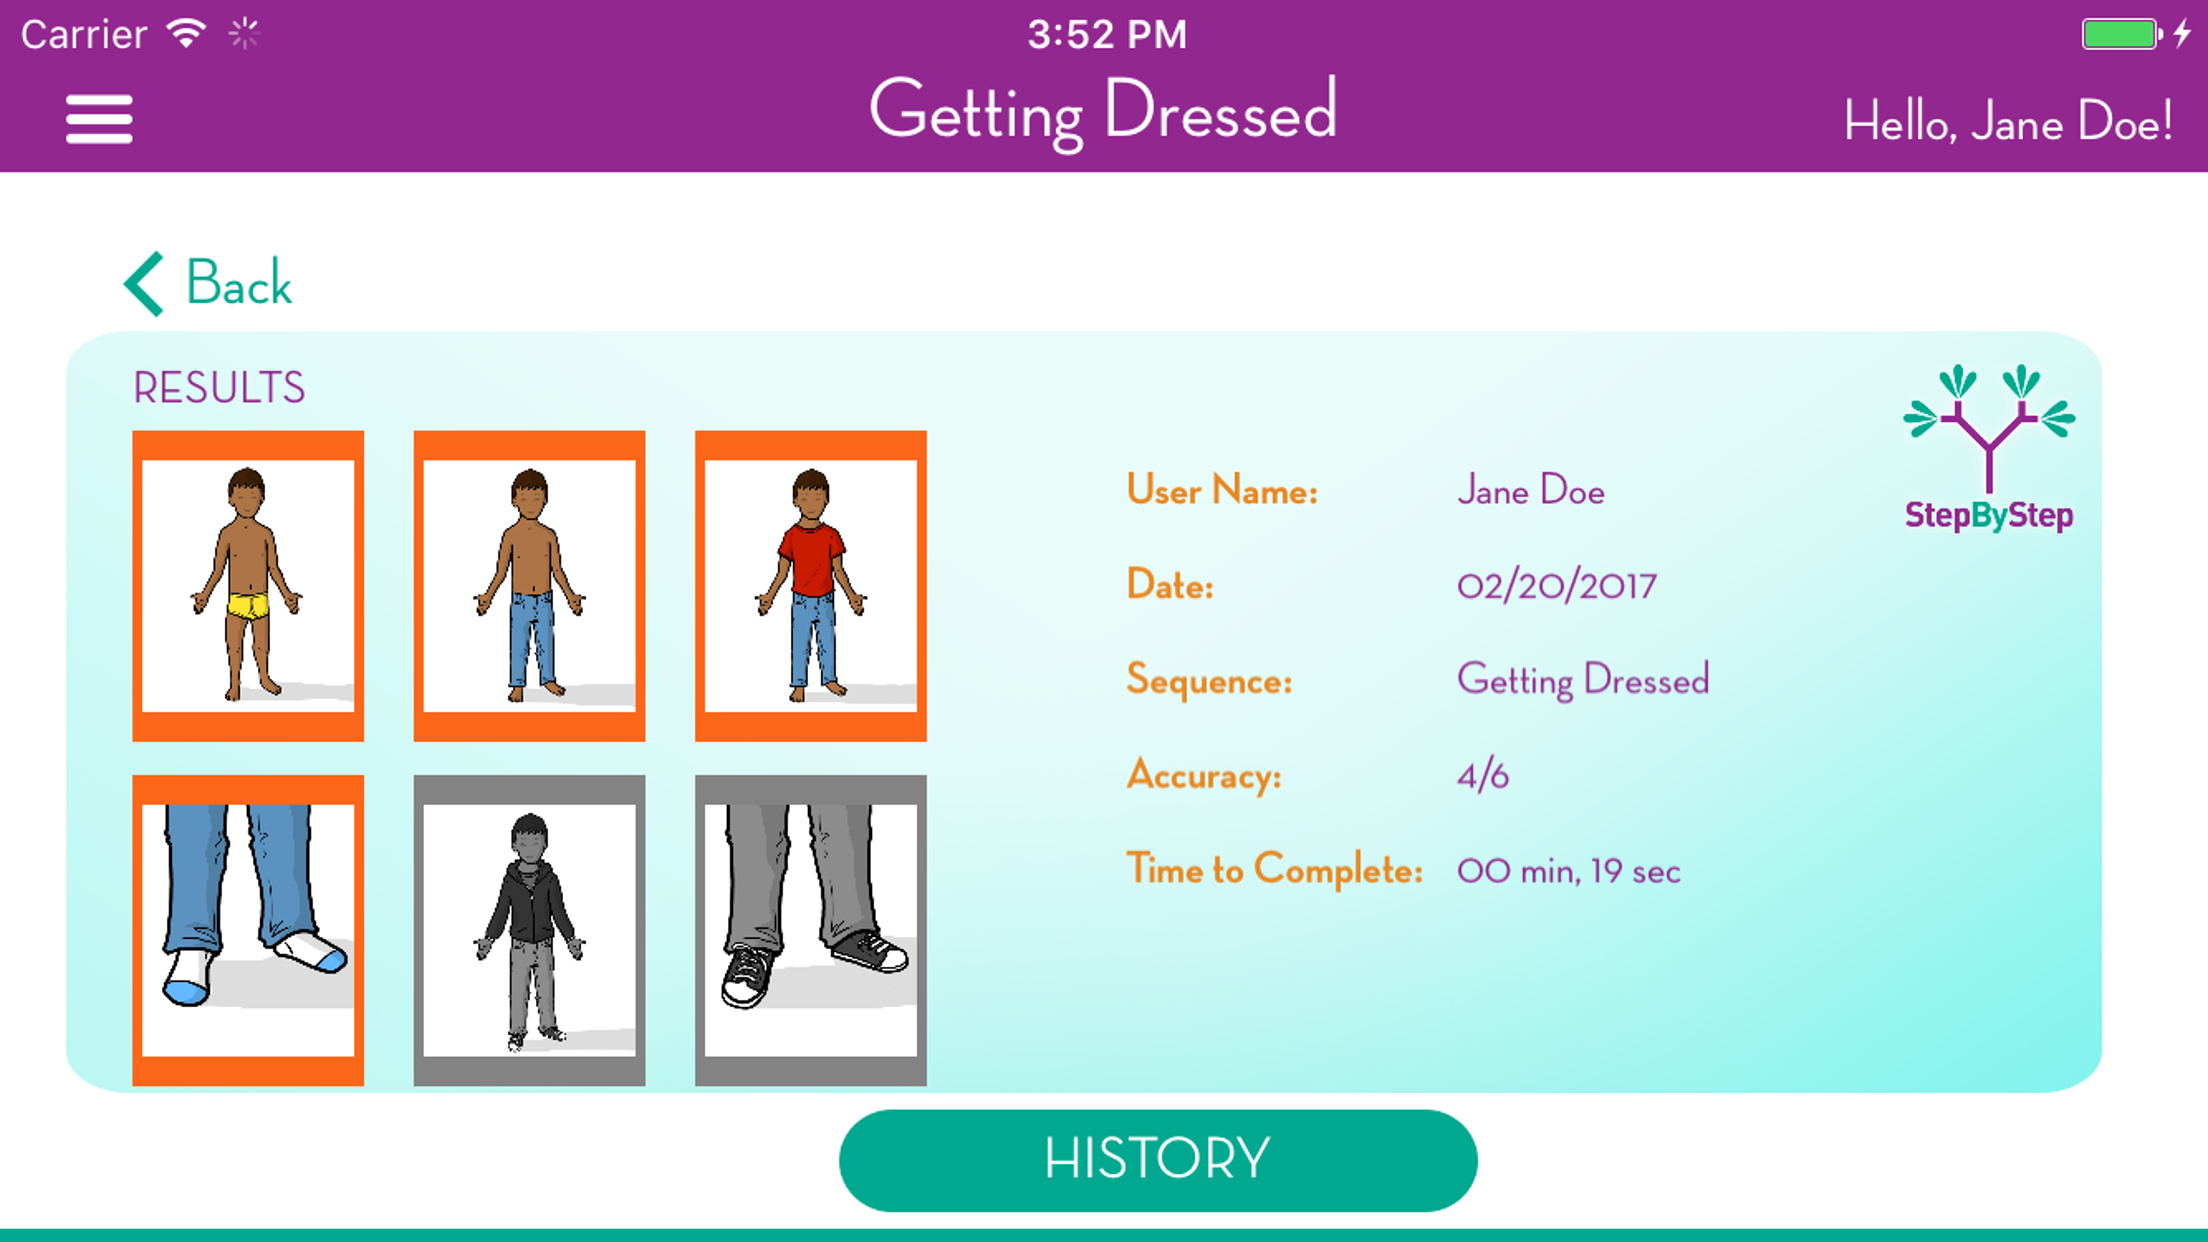 Carrier
3:52 PM
Getting Dressed
Hello, Jane Doe!
Back
RESULTS
User Name: Jane Doe
Date: 02/20/2017
Sequence: Getting Dressed
Accuracy: 4/6
Time to Complete: 00 min, 19 sec
StepByStep
HISTORY